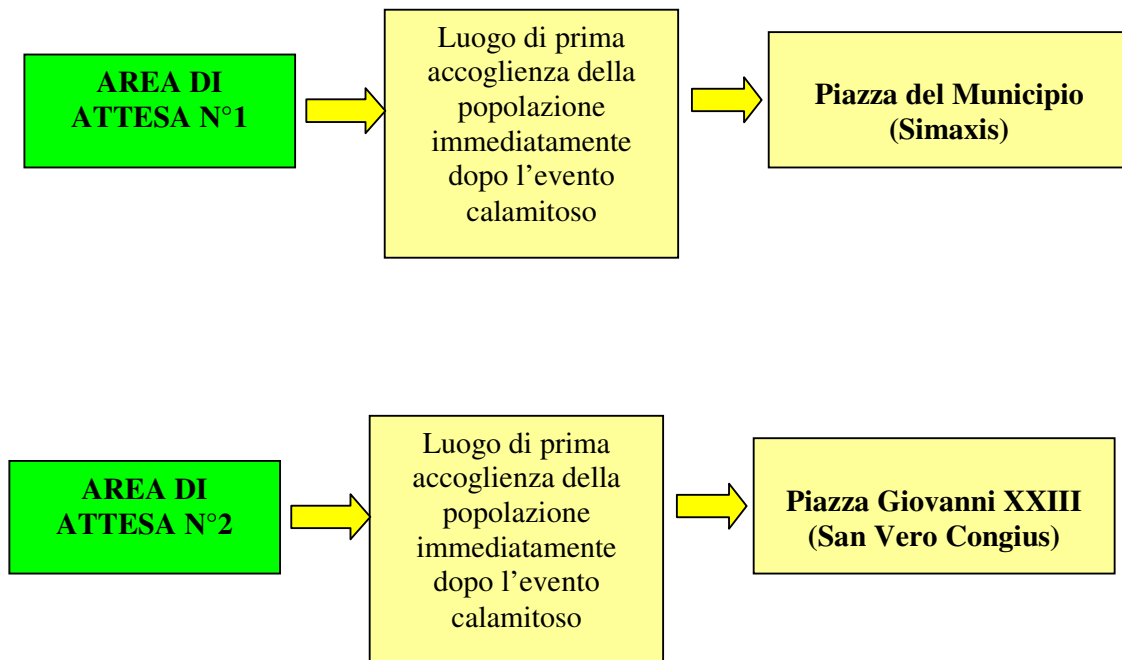 AREA DI
ATTESA N°1
Luogo di prima
accoglienza della
popolazione
immediatamente
dopo l'evento
calamitoso
Piazza del Municipio
(Simaxis)
AREA DI
ATTESA N°2
Luogo di prima
accoglienza della
popolazione
immediatamente
dopo l'evento
calamitoso
Piazza Giovanni XXIII
(San Vero Congius)